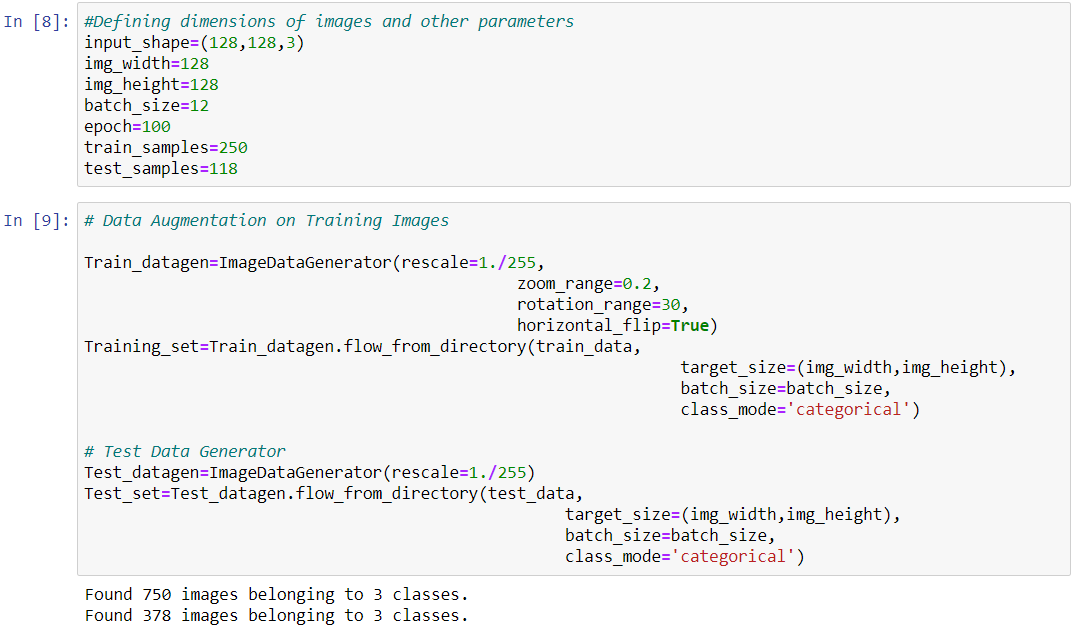 In [8]: #Defining dimensions of images and other parameters
input_shape=(128,128,3)
img_width=128
img_height=128
batch_size=12
epoch=100
train_samples=250
test_samples=118
In [9]: # Data Augmentation on Training Images
Train_datagen=ImageDataGenerator(rescale=1./255,
zoom_range=0.2,
rotation_range=30,
horizontal_flip=True)
Training_set=Train_datagen.flow_from_directory(train_data,
target_size=(img_width,img_height),
batch_size=batch_size,
class_mode='categorical')
# Test Data Generator
Test_datagen=ImageDataGenerator(rescale=1./255)
Test_set=Test_datagen.flow_from_directory(test_data,
target_size=(img_width,img_height),
batch_size=batch_size,
class_mode='categorical')
Found 750 images belonging to 3 classes.
Found 378 images belonging to 3 classes.